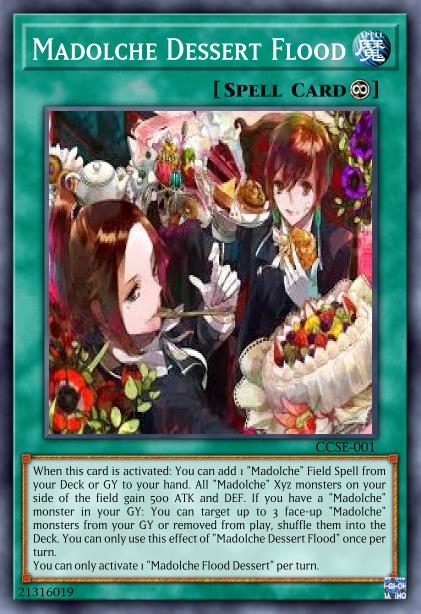 MADOLCHE DESSERT FLOOD
SPELL
魔
[SPELL CARD]
CCSE-001
When this card is activated: You can add 1 "Madolche" Field Spell from
your Deck or GY to your hand. All "Madolche" Xyz monsters on your
side of the field gain 500 ATK and DEF. If you have a "Madolche"
monster in your GY: You can target up to 3 face-up "Madolche"
monsters from your GY or removed from play, shuffle them into the
Deck. You can only use this effect of "Madolche Dessert Flood" once per
turn.
You can only activate 1 "Madolche Flood Dessert" per turn.
21316019